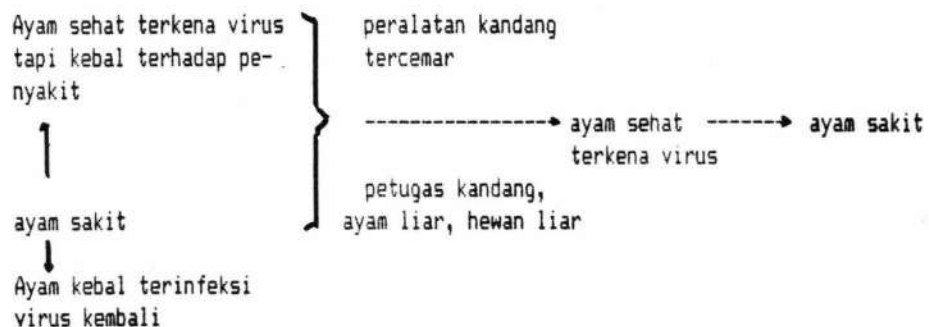 Ayam sehat terkena virus
tapi kebal terhadap pe-
nyakit
peralatan kandang
tercemar
ayam sehat
terkena virus
ayam sakit
petugas kandang,
ayam liar, hewan liar
ayam sakit
Ayam kebal terinfeksi
virus kembali